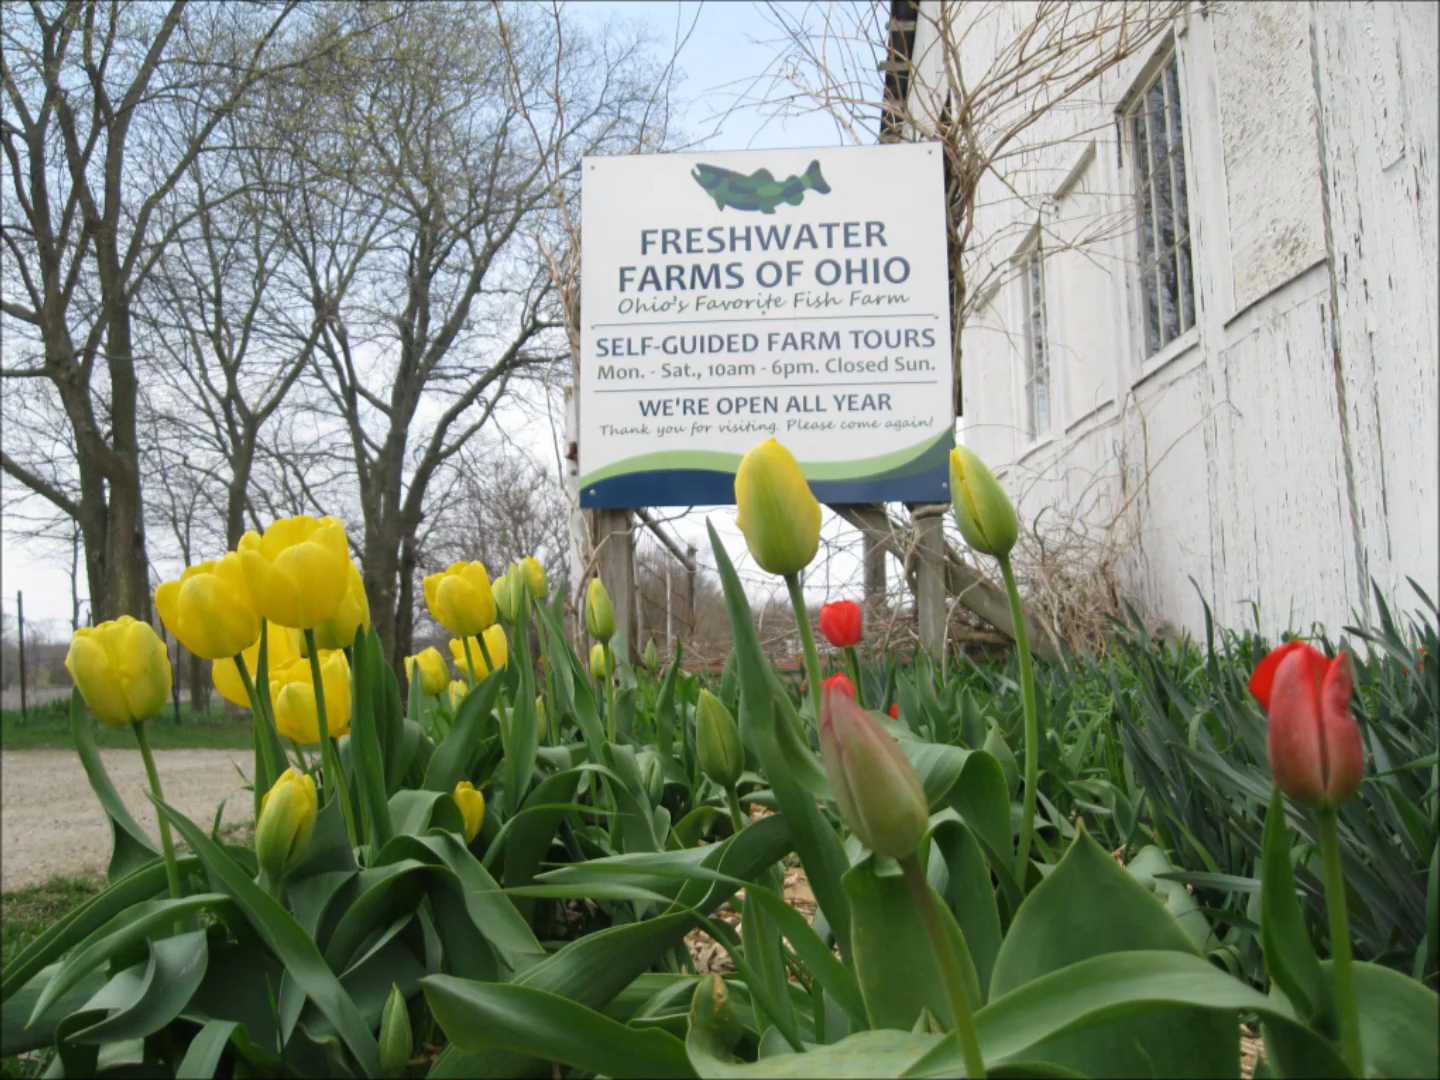 FRESHWATER
FARMS OF OHIO
Ohio's Favorite Fish Farm
SELF-GUIDED FARM TOURS
Mon. - Sat., 10am - 6pm. Closed Sun.
WE'RE OPEN ALL YEAR
Thank you for visiting. Please come again!